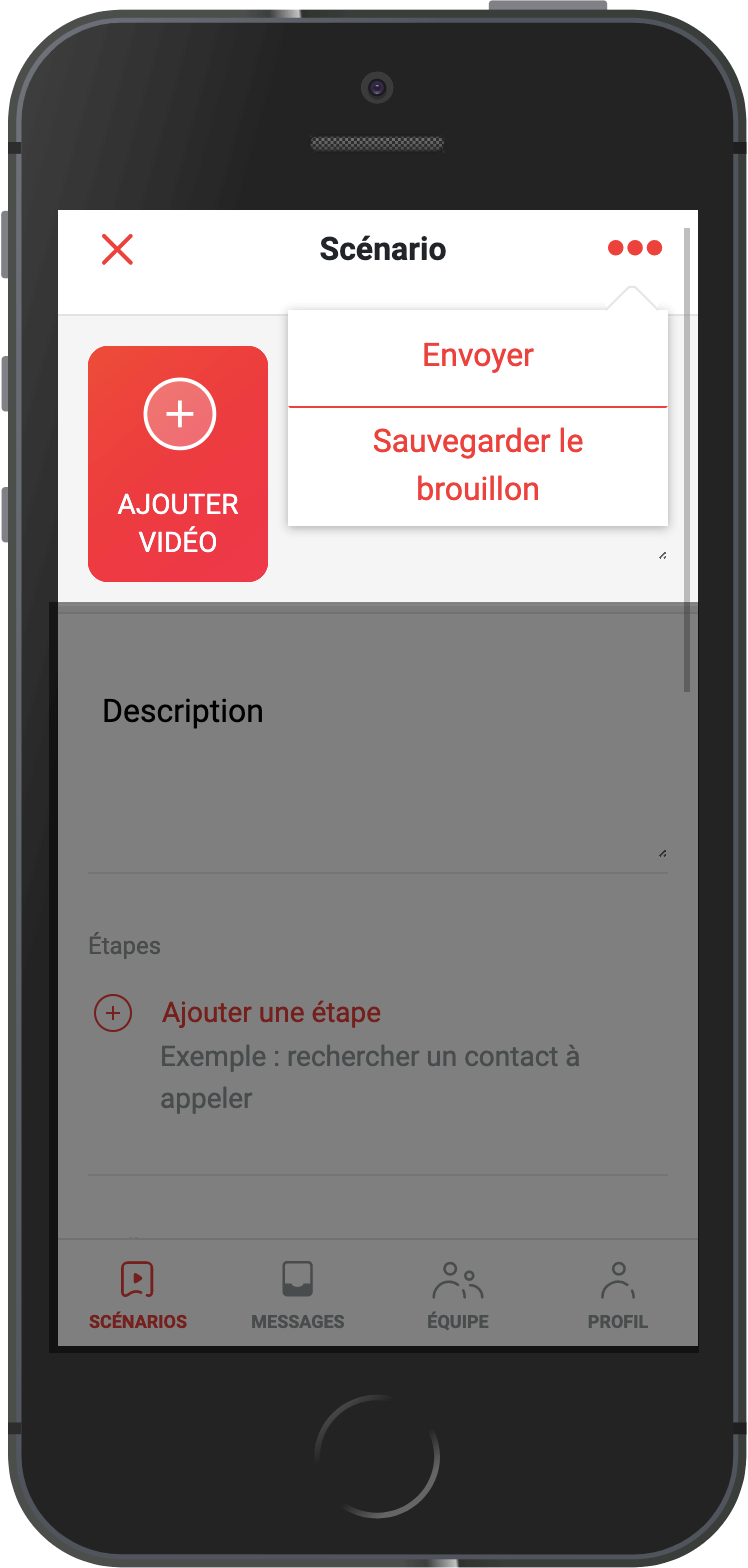 Scénario
Envoyer
Sauvegarder le
brouillon
AJOUTER
VIDÉO
Description
Étapes
Ajouter une étape
Exemple : rechercher un contact à
appeler
SCÉNARIOS MESSAGES ÉQUIPE PROFIL